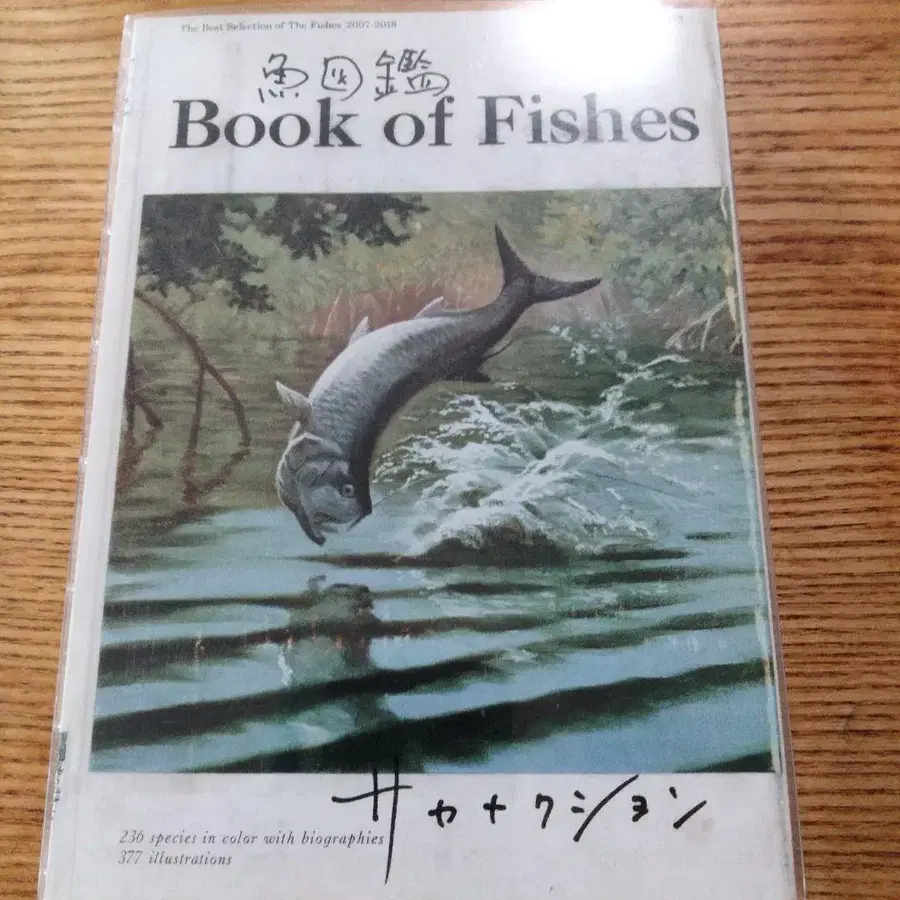 The Best Selection of The Fishes 2007-2018
魚図鑑
Book of Fishes
サカナクション
236 species in color with biographies
377 illustrations